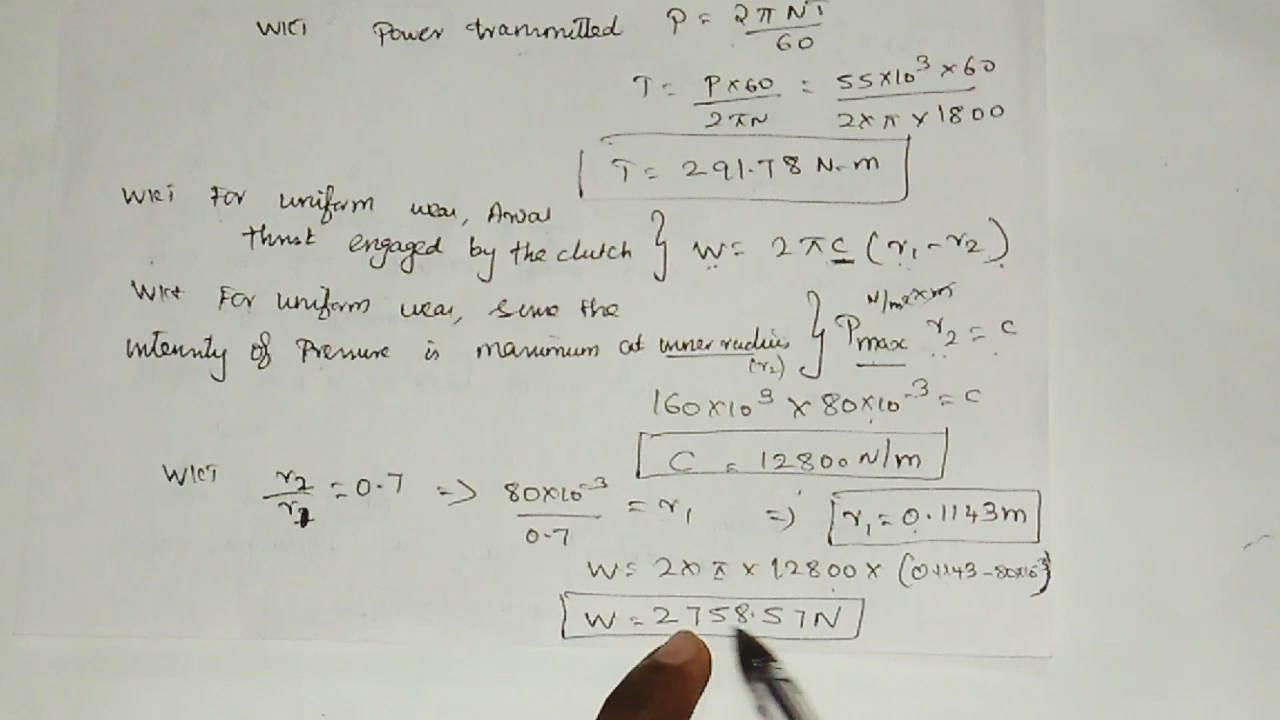 WKT Power transmitted P = 2πNT/60
T = P×60/2πN = 55×10³×60/2×π×1800
T = 291.78 N-m
WKT For uniform wear, Axial
thrust engaged by the clutch } W = 2πC (r₁-r₂)
WKT For uniform wear, since the N/m²×m
intensity of Pressure is maximum at inner radius (r₂) } Pmax r₂ = C
160×10³ × 80×10⁻³ = C
C = 12800 N/m
WKT r₂/r₁ = 0.7 => 80×10⁻³/0.7 = r₁ => r₁ = 0.1143m
W = 2×π×12800×(0.1143-80×10⁻³)
W = 2758.57N